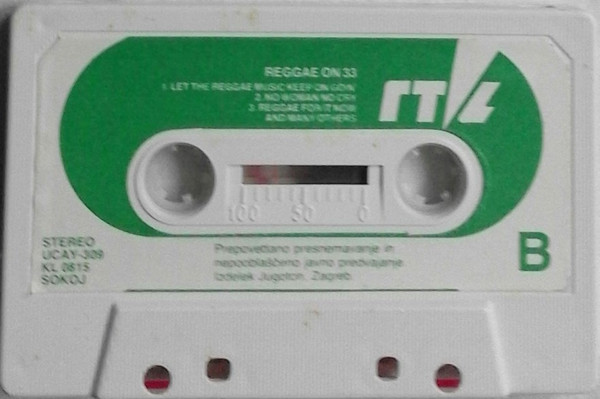 REGGAE ON 33
1. LET THE REGGAE MUSIC KEEP ON GOIN'
2. NO WOMAN NO CRY
3. REGGAE FOR IT NOW
AND MANY OTHERS
RTL
100 50 0
STEREO
UCAY-309
KL 0815
SOKOJ
Prepovedano presnemavanje in
nepooblaščeno javno predvajanje
Izdelek Jugoton, Zagreb
B